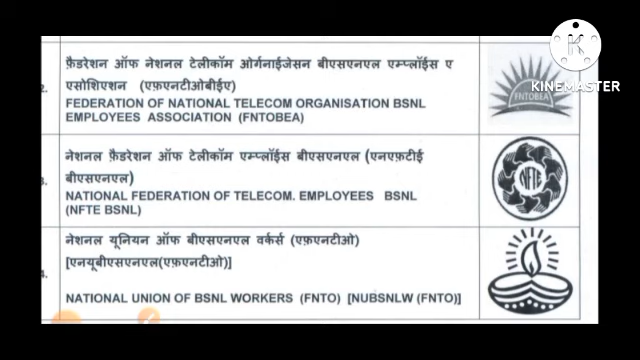 2.
फ़ैडरेशन ऑफ नेशनल टेलीकॉम ओर्गनाईजेसन बीएसएनएल एम्प्लॉईस ए
एसोशिएशन (एफ़एनटीओबीईए)
FEDERATION OF NATIONAL TELECOM ORGANISATION BSNL
EMPLOYEES ASSOCIATION (FNTOBEA)
FNTOBEA
K
KINEMASTER
3.
नेशनल फ़ैडरेशन ऑफ टेलीकॉम एम्प्लॉईस बीएसएनएल (एनएफ़टीई
बीएसएनएल)
NATIONAL FEDERATION OF TELECOM. EMPLOYEES BSNL
(NFTE BSNL)
NFTE
4.
नेशनल यूनियन ऑफ बीएसएनएल वर्कर्स (एफ़एनटीओ)
[एनयूबीएसएनएल(एफ़एनटीओ)]
NATIONAL UNION OF BSNL WORKERS (FNTO) [NUBSNLW (FNTO)]